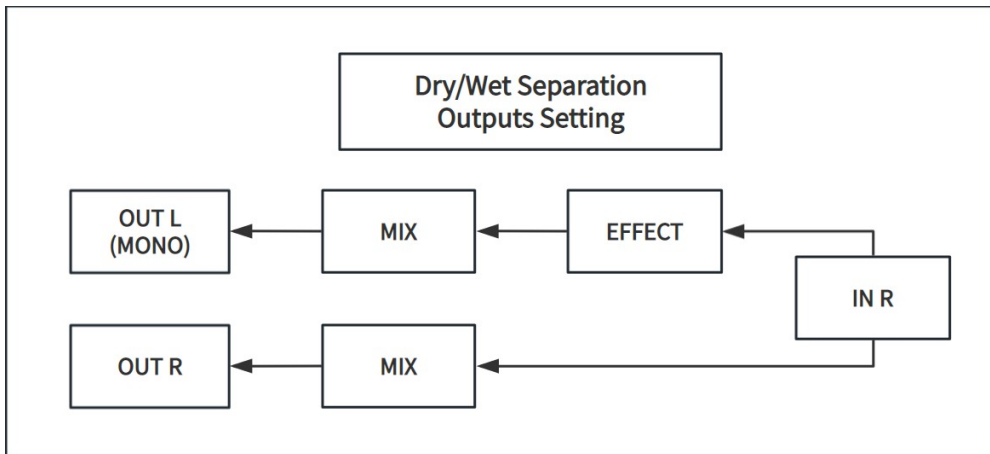 Dry/Wet Separation
Outputs Setting
OUT L
(MONO)
MIX
EFFECT
IN R
OUT R
MIX